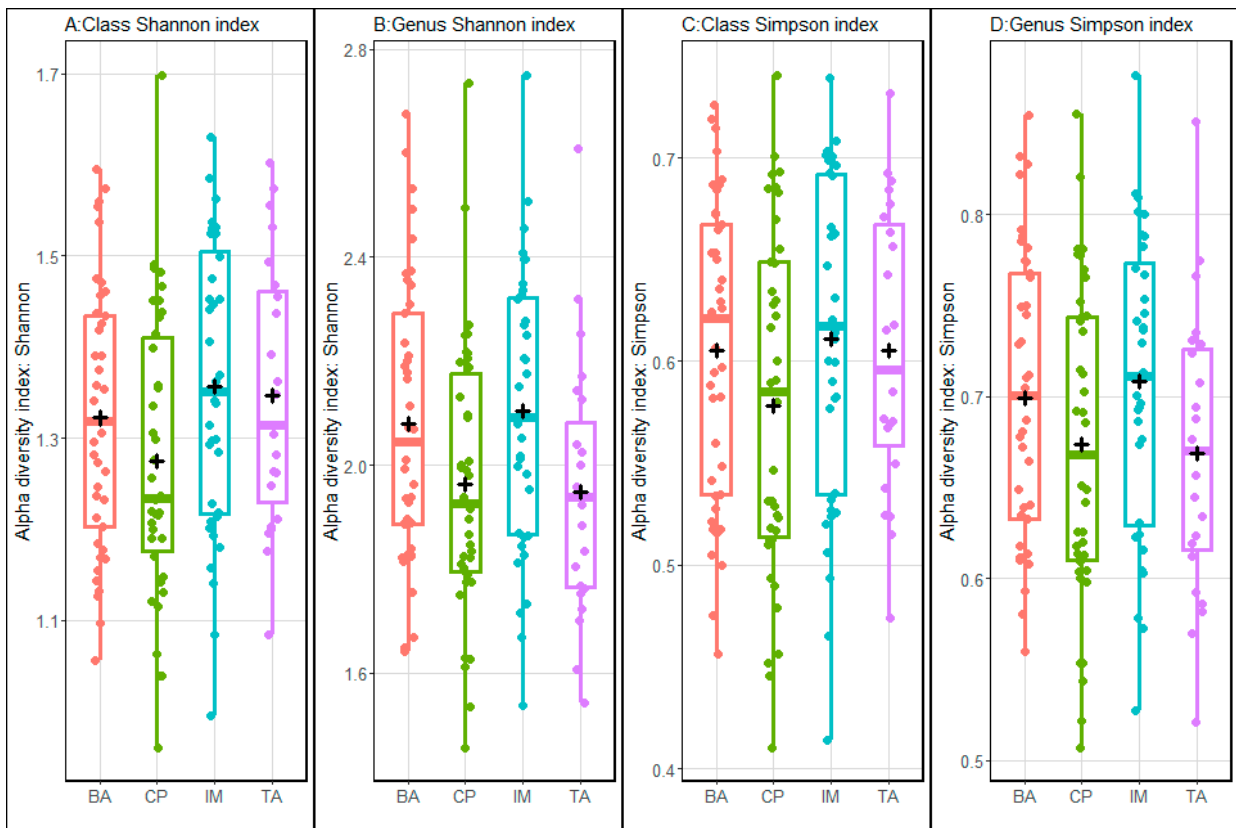 A:Class Shannon index
Alpha diversity index: Shannon
1.7
1.5
1.3
1.1
BA CP IM TA
B:Genus Shannon index
Alpha diversity index: Shannon
2.8
2.4
2.0
1.6
BA CP IM TA
C:Class Simpson index
Alpha diversity index: Simpson
0.7
0.6
0.5
0.4
BA CP IM TA
D:Genus Simpson index
Alpha diversity index: Simpson
0.8
0.7
0.6
0.5
BA CP IM TA